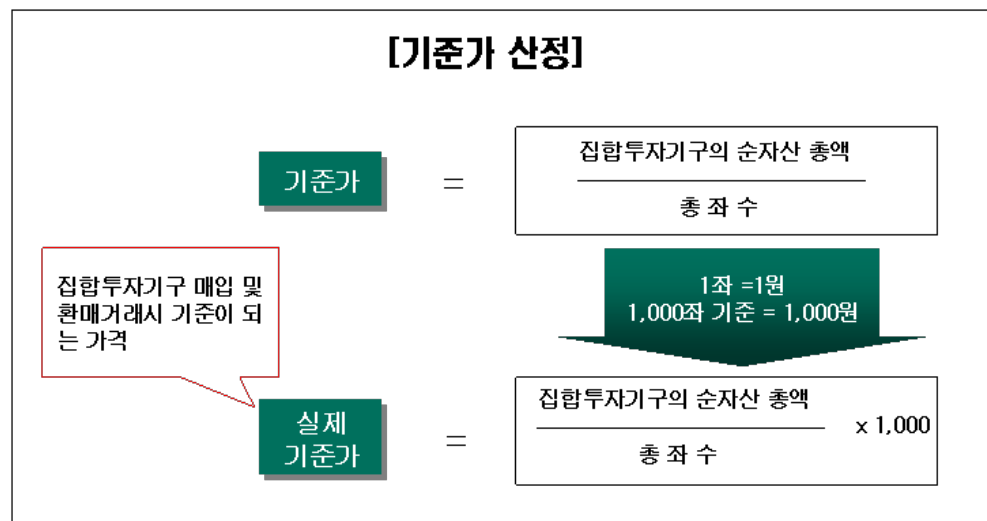 [기준가 산정]
기준가
=
집합투자기구의 순자산 총액
총 좌 수
집합투자기구 매입 및
환매거래시 기준이 되
는 가격
1좌 =1원
1,000좌 기준 = 1,000원
실제
기준가
=
집합투자기구의 순자산 총액
총 좌 수
x 1,000